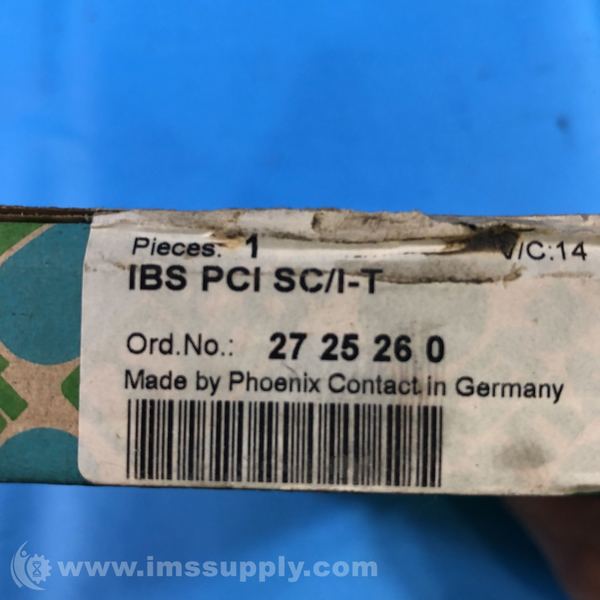 Pieces: 1
V/C:14
IBS PCI SC/I-T
Ord.No.: 27 25 26 0
Made by Phoenix Contact in Germany
www.imssupply.com